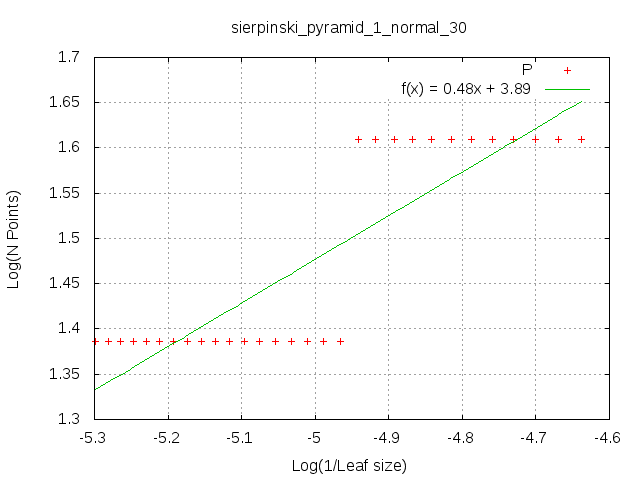 sierpinski_pyramid_1_normal_30
P
f(x) = 0.48x + 3.89
1.7
1.65
1.6
1.55
1.5
1.45
1.4
1.35
1.3
Log(N Points)
-5.3 -5.2 -5.1 -5 -4.9 -4.8 -4.7 -4.6
Log(1/Leaf size)